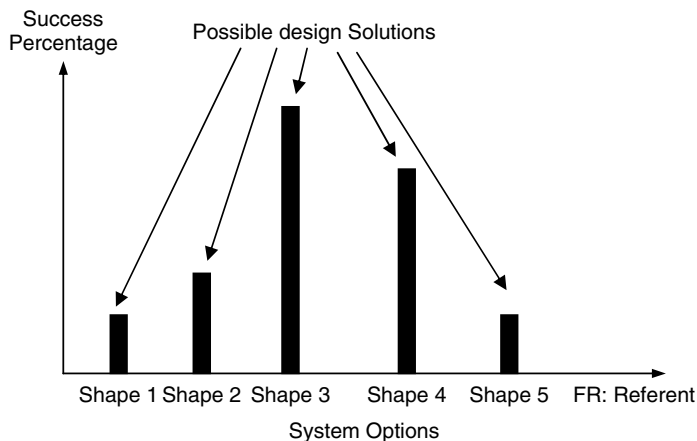 Success
Percentage
Possible design Solutions
Shape 1 Shape 2 Shape 3 Shape 4 Shape 5 FR: Referent
System Options